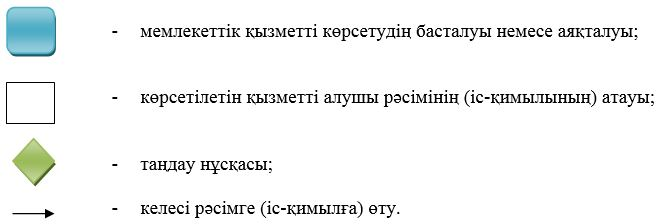 - мемлекеттік қызметті көрсетудің басталуы немесе аяқталуы;
- көрсетілетін қызметті алушы рәсімінің (іс-қимылының) атауы;
- тандау нұсқасы;
- келесі рәсімге (іс-қимылға) өту.